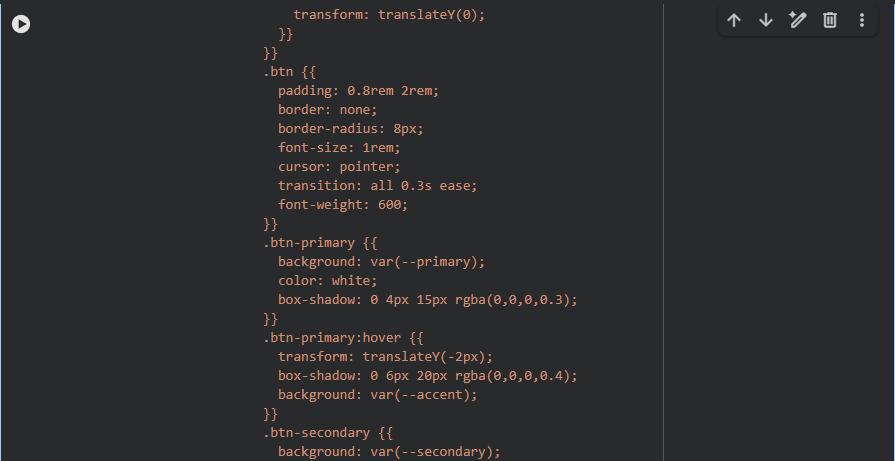 transform: translateY(0);
}}
}}
.btn {{
padding: 0.8rem 2rem;
border: none;
border-radius: 8px;
font-size: 1rem;
cursor: pointer;
transition: all 0.3s ease;
font-weight: 600;
}}
.btn-primary {{
background: var(--primary);
color: white;
box-shadow: 0 4px 15px rgba(0,0,0,0.3);
}}
.btn-primary:hover {{
transform: translateY(-2px);
box-shadow: 0 6px 20px rgba(0,0,0,0.4);
background: var(--accent);
}}
.btn-secondary {{
background: var(--secondary);